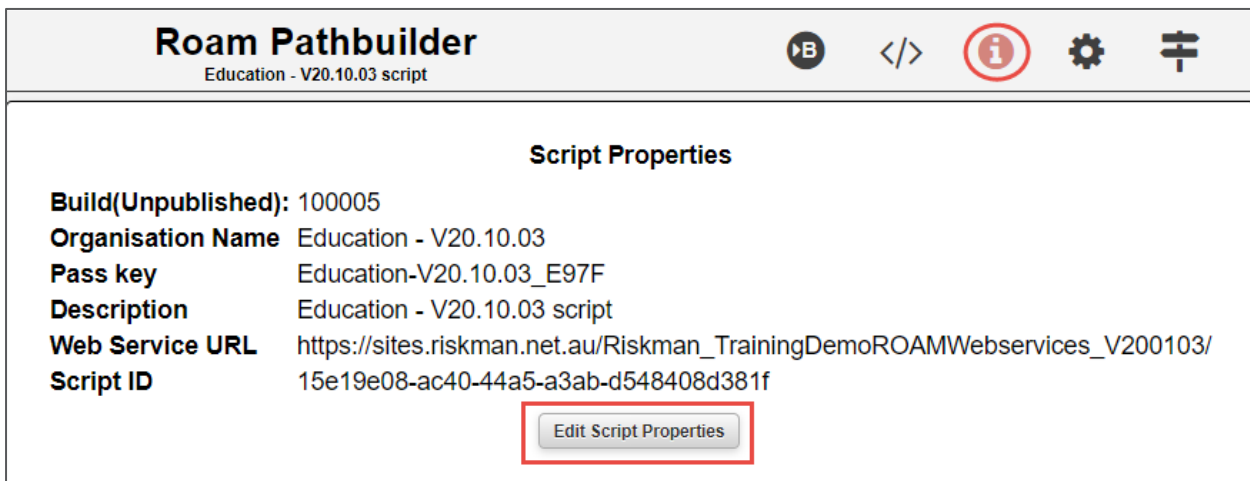 Roam Pathbuilder
Education - V20.10.03 script
B
</>
i
Script Properties
Build(Unpublished): 100005
Organisation Name Education - V20.10.03
Pass key Education-V20.10.03_E97F
Description Education - V20.10.03 script
Web Service URL https://sites.riskman.net.au/Riskman_TrainingDemoROAMWebservices_V200103/
Script ID 15e19e08-ac40-44a5-a3ab-d548408d381f
Edit Script Properties